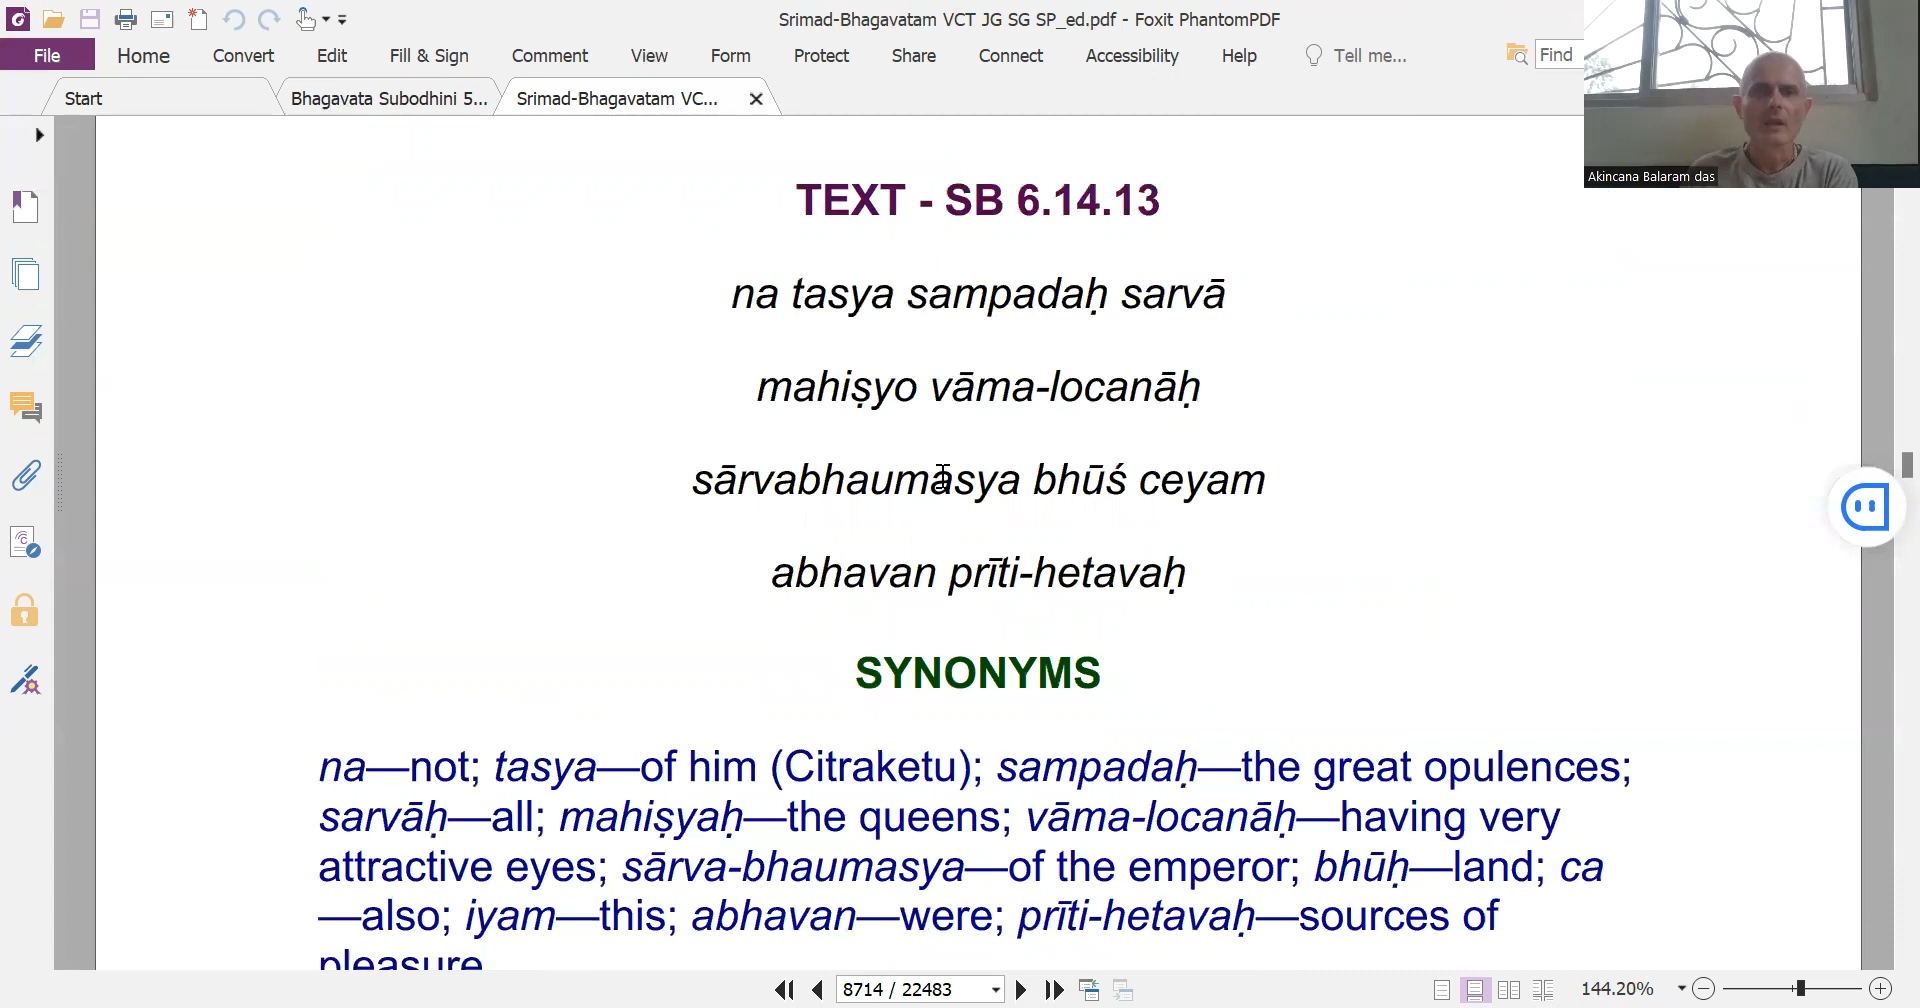 Srimad-Bhagavatam VCT JG SG SP_ed.pdf - Foxit PhantomPDF
File Home Convert Edit Fill & Sign Comment View Form Protect Share Connect Accessibility Help Tell me... Find
Start Bhagavata Subodhini 5... Srimad-Bhagavatam VC...
Akincana Balaram das
TEXT - SB 6.14.13
na tasya sampadaḥ sarvā
mahiṣyo vāma-locanāḥ
sārvabhaumasya bhūś ceyam
abhavan prīti-hetavaḥ
SYNONYMS
na—not; tasya—of him (Citraketu); sampadaḥ—the great opulences;
sarvāḥ—all; mahiṣyaḥ—the queens; vāma-locanāḥ—having very
attractive eyes; sārva-bhaumasya—of the emperor; bhūḥ—land; ca
—also; iyam—this; abhavan—were; prīti-hetavaḥ—sources of
pleasure
8714 / 22483 144.20%